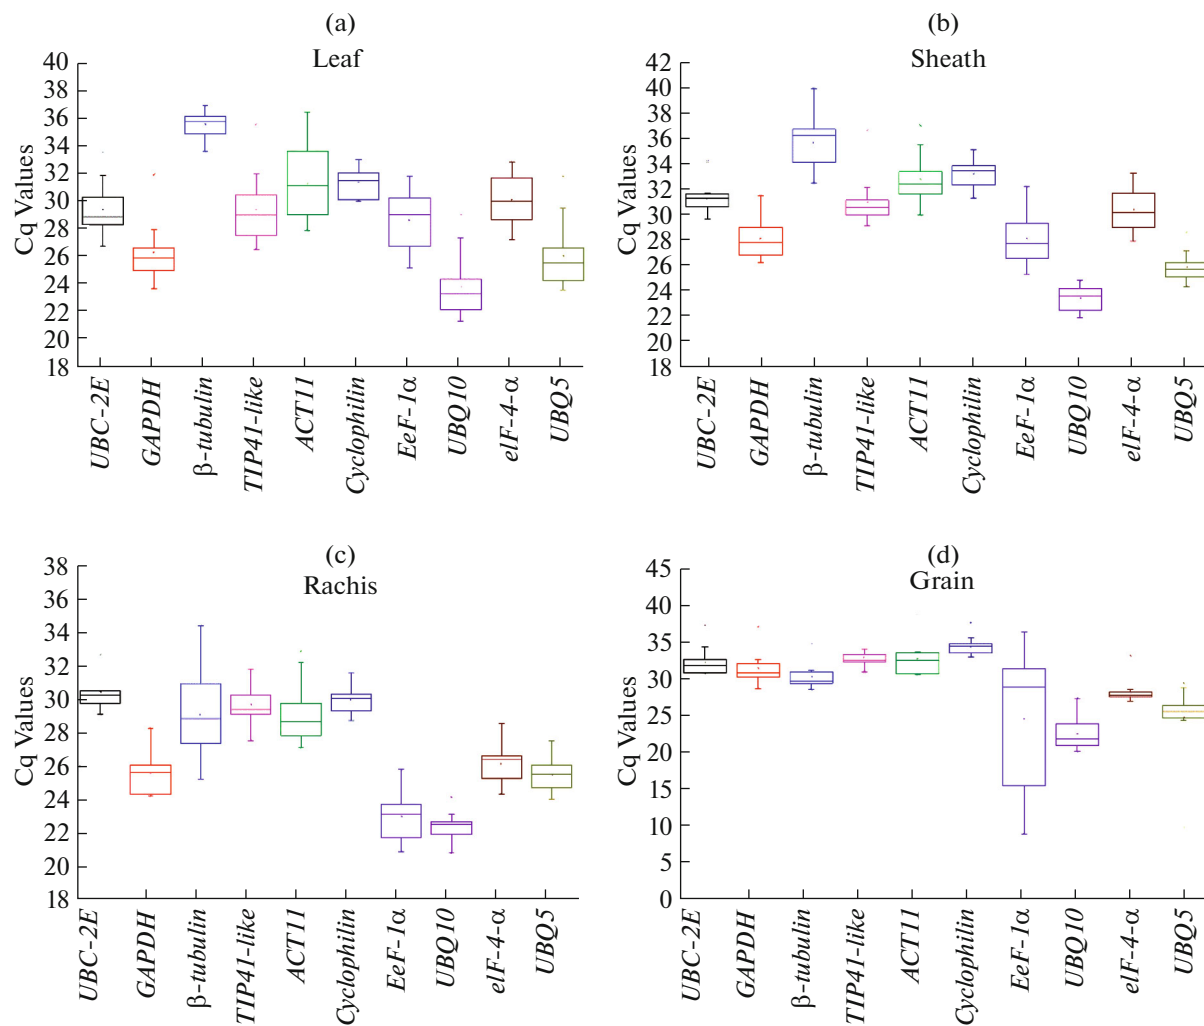 (a)
Leaf
Cq Values
40
38
36
34
32
30
28
26
24
22
20
18
UBC-2E
GAPDH
β-tubulin
TIP41-like
ACT11
Cyclophilin
EeF-1α
UBQ10
elF-4-α
UBQ5
(b)
Sheath
Cq Values
42
40
38
36
34
32
30
28
26
24
22
20
18
UBC-2E
GAPDH
β-tubulin
TIP41-like
ACT11
Cyclophilin
EeF-1α
UBQ10
elF-4-α
UBQ5
(c)
Rachis
Cq Values
38
36
34
32
30
28
26
24
22
20
18
UBC-2E
GAPDH
β-tubulin
TIP41-like
ACT11
Cyclophilin
EeF-1α
UBQ10
elF-4-α
UBQ5
(d)
Grain
Cq Values
45
40
35
30
25
20
15
10
5
0
UBC-2E
GAPDH
β-tubulin
TIP41-like
ACT11
Cyclophilin
EeF-1α
UBQ10
elF-4-α
UBQ5